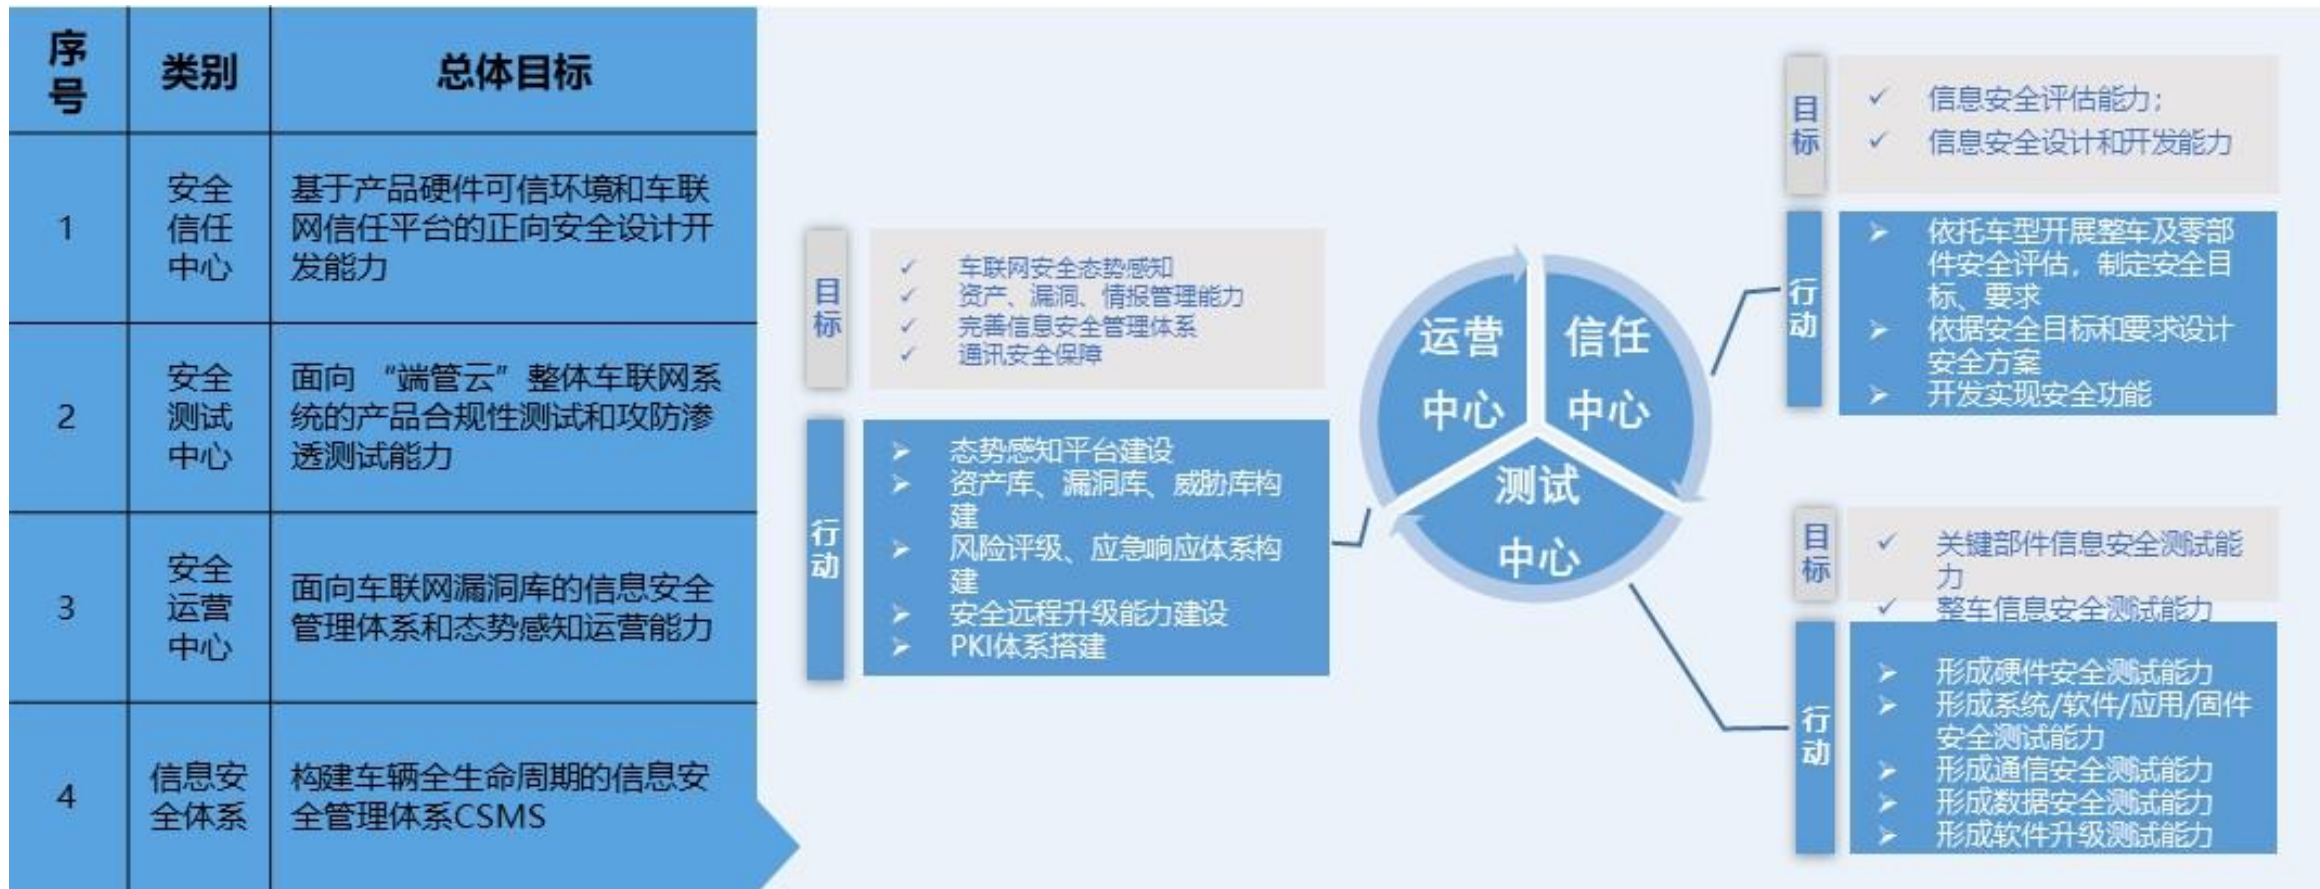 序号
类别
总体目标
1
安全
信任
中心
基于产品硬件可信环境和车联
网信任平台的正向安全设计开
发能力
2
安全
测试
中心
面向 “端管云” 整体车联网系
统的产品合规性测试和攻防渗
透测试能力
3
安全
运营
中心
面向车联网漏洞库的信息安全
管理体系和态势感知运营能力
4
信息安
全体系
构建车辆全生命周期的信息安
全管理体系CSMS
目标
✓ 车联网安全态势感知
✓ 资产、漏洞、情报管理能力
✓ 完善信息安全管理体系
✓ 通讯安全保障
行动
➢ 态势感知平台建设
➢ 资产库、漏洞库、威胁库构
建
➢ 风险评级、应急响应体系构
建
➢ 安全远程升级能力建设
➢ PKI体系搭建
运营
中心
信任
中心
测试
中心
目标
✓ 信息安全评估能力;
✓ 信息安全设计和开发能力
行动
➢ 依托车型开展整车及零部
件安全评估,制定安全目
标、要求
➢ 依据安全目标和要求设计
安全方案
➢ 开发实现安全功能
目标
✓ 关键部件信息安全测试能
力
✓ 整车信息安全测试能力
行动
➢ 形成硬件安全测试能力
➢ 形成系统/软件/应用/固件
安全测试能力
➢ 形成通信安全测试能力
➢ 形成数据安全测试能力
➢ 形成软件升级测试能力